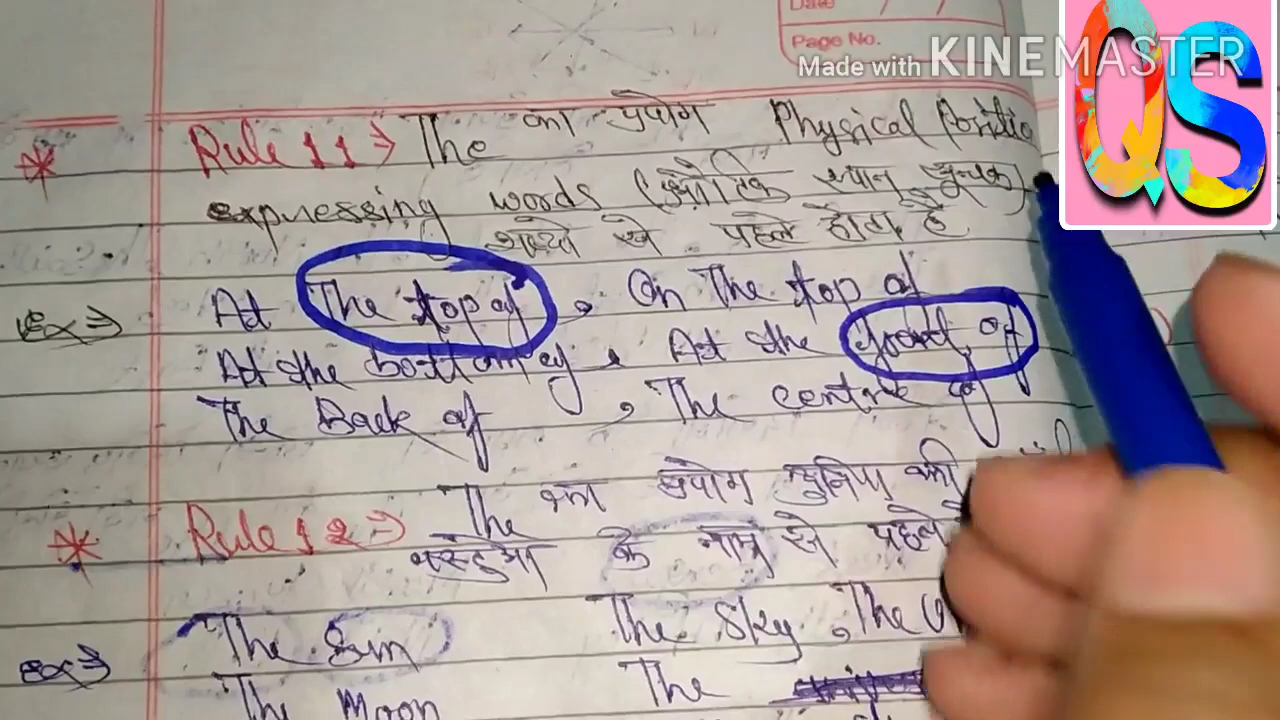 Date / /
Page No.
Made with KINEMASTER
QS
Rule 11 ⇒ The का प्रयोग Physical Positio
expressing words (भौतिक स्थान सूचक)
शब्दो से पहले होता है
Ex ⇒ At The top of , On The top of
At the bottom of , At the front of
The Back of , The centre of
Rule 12 ⇒ The का प्रयोग दुनिया की
वस्तुओ के नाम से पहले
ex ⇒ The Sun The Sky , The
The Moon The